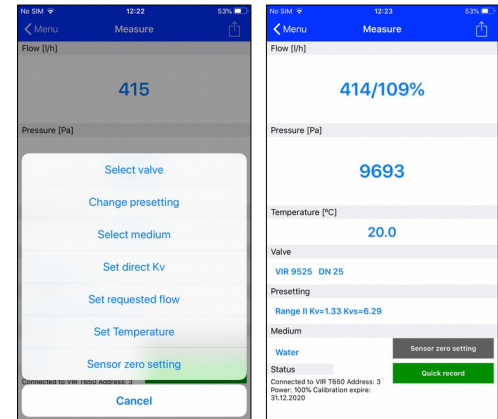 No SIM 12:22 53%
Menu Measure
Flow [l/h]
415
Pressure [Pa]
Select valve
Change presetting
Select medium
Set direct Kv
Set requested flow
Set Temperature
Sensor zero setting
Connected to VIR T650 Address: 3
Cancel
No SIM 12:23 53%
Menu Measure
Flow [l/h]
414/109%
Pressure [Pa]
9693
Temperature [°C]
20.0
Valve
VIR 9525 DN 25
Presetting
Range II Kv=1.33 Kvs=6.29
Medium
Water
Sensor zero setting
Status
Quick record
Connected to VIR T650 Address: 3
Power: 100% Calibration expire:
31.12.2020